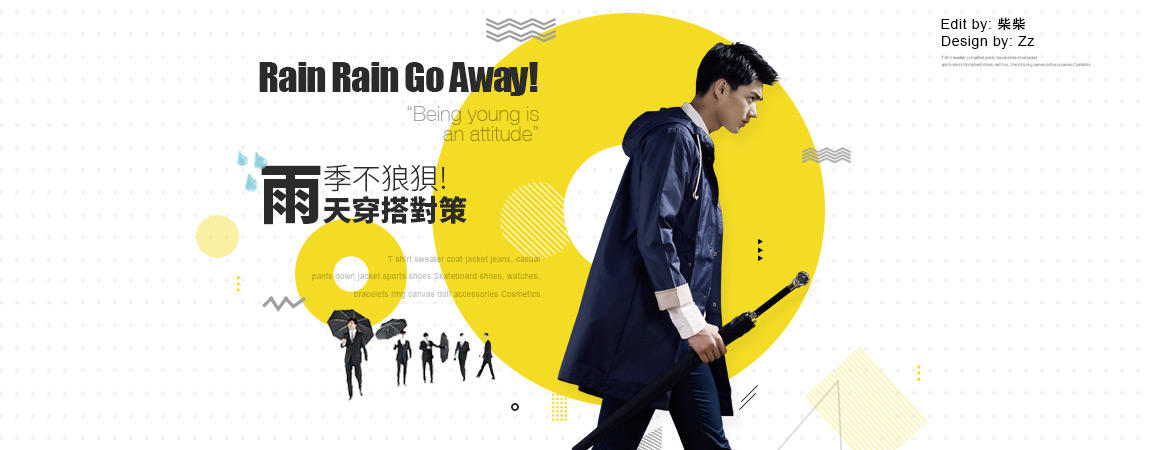 Edit by: 柴柴
Design by: Zz
Rain Rain Go Away!
“Being young is
an attitude”
雨季不狼狽!
天穿搭對策
T shirt sweater coat jacket jeans, casual
pants down jacket sports shoes Skateboard shoes, watches,
bracelets ring canvas doll accessories Cosmetics